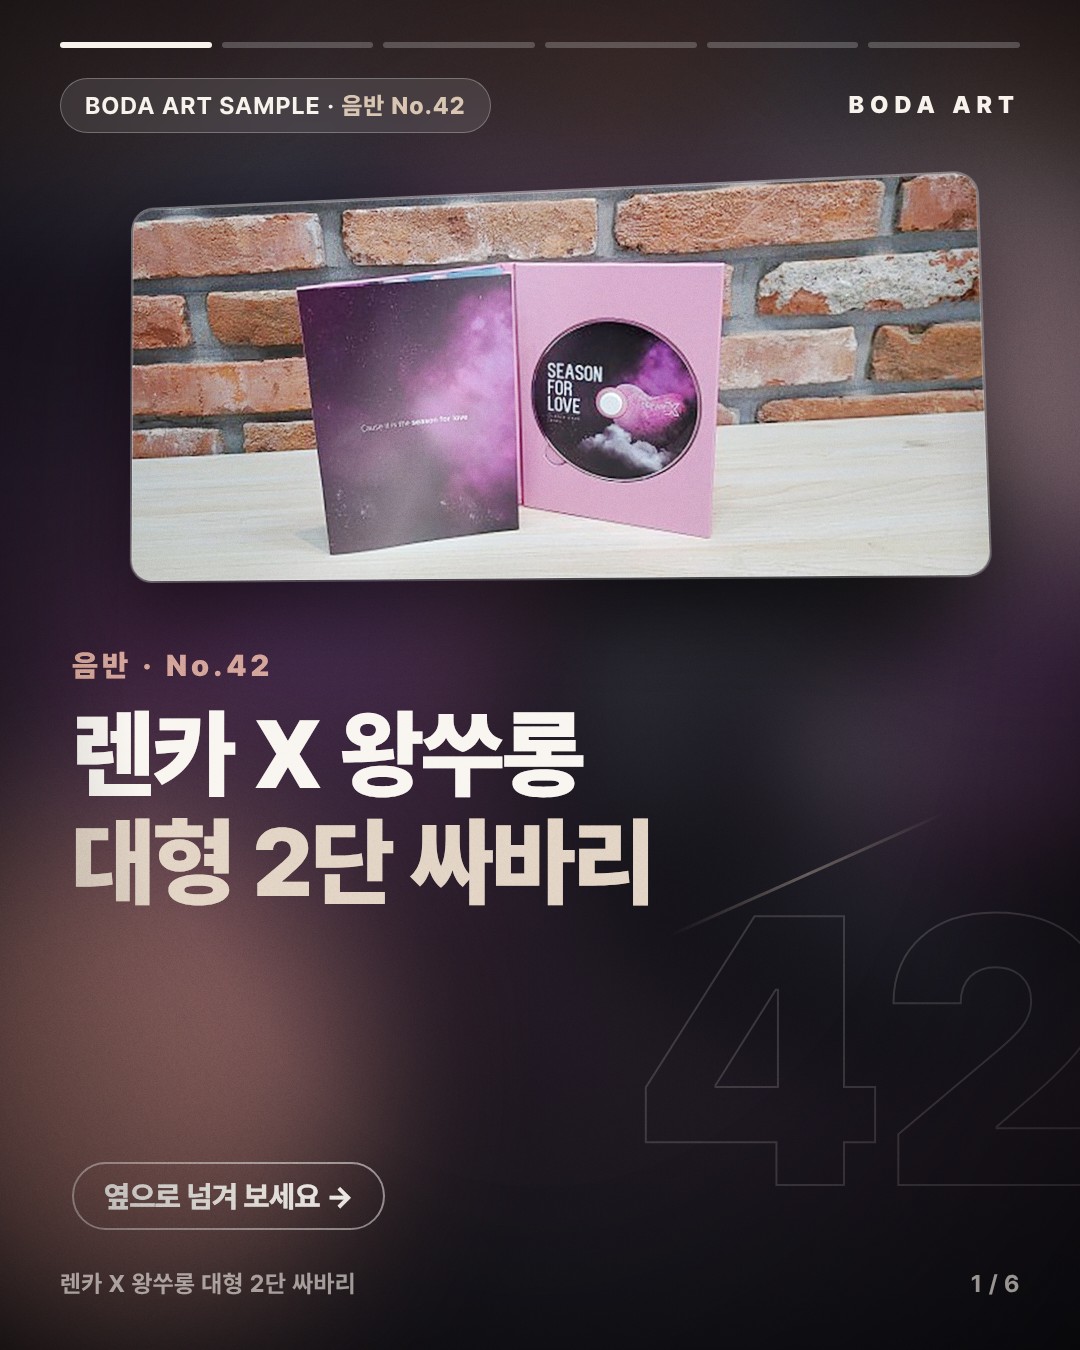 BODA ART SAMPLE · 음반 No.42
BODA ART
'Cause it is the season for love
SEASON
FOR
LOVE
음반 · No.42
렌카 X 왕쑤롱
대형 2단 싸바리
42
옆으로 넘겨 보세요 →
렌카 X 왕쑤롱 대형 2단 싸바리
1 / 6